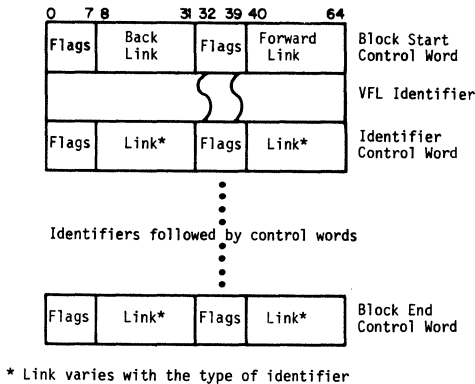 0 7 8 31 32 39 40 64
Flags Back Link Flags Forward Link Block Start Control Word
VFL Identifier
Flags Link* Flags Link* Identifier Control Word
Identifiers followed by control words
Flags Link* Flags Link* Block End Control Word
* Link varies with the type of identifier